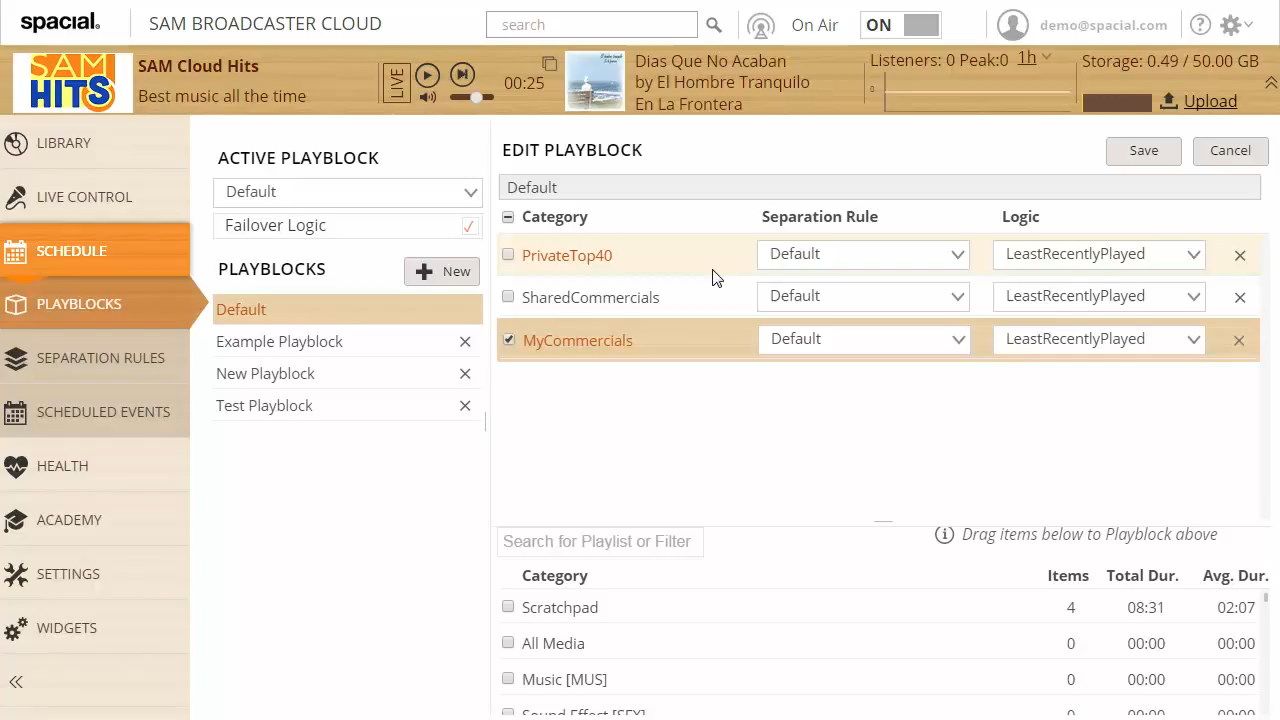 spacial.
SAM BROADCASTER CLOUD
search
On Air
ON
demo@spacial.com
SAM
HITS
SAM Cloud Hits
Best music all the time
LIVE
00:25
Dias Que No Acaban
by El Hombre Tranquilo
En La Frontera
Listeners: 0 Peak:0 1h
0
Storage: 0.49 / 50.00 GB
Upload
LIBRARY
LIVE CONTROL
SCHEDULE
PLAYBLOCKS
SEPARATION RULES
SCHEDULED EVENTS
HEALTH
ACADEMY
SETTINGS
WIDGETS
ACTIVE PLAYBLOCK
Default
Failover Logic
PLAYBLOCKS
New
Default
Example Playblock
New Playblock
Test Playblock
EDIT PLAYBLOCK
Save
Cancel
Default
Category Separation Rule Logic
PrivateTop40 Default LeastRecentlyPlayed
SharedCommercials Default LeastRecentlyPlayed
MyCommercials Default LeastRecentlyPlayed
Search for Playlist or Filter
Drag items below to Playblock above
Category Items Total Dur. Avg. Dur.
Scratchpad 4 08:31 02:07
All Media 0 00:00 00:00
Music [MUS] 0 00:00 00:00
Sound Effect [SFX]